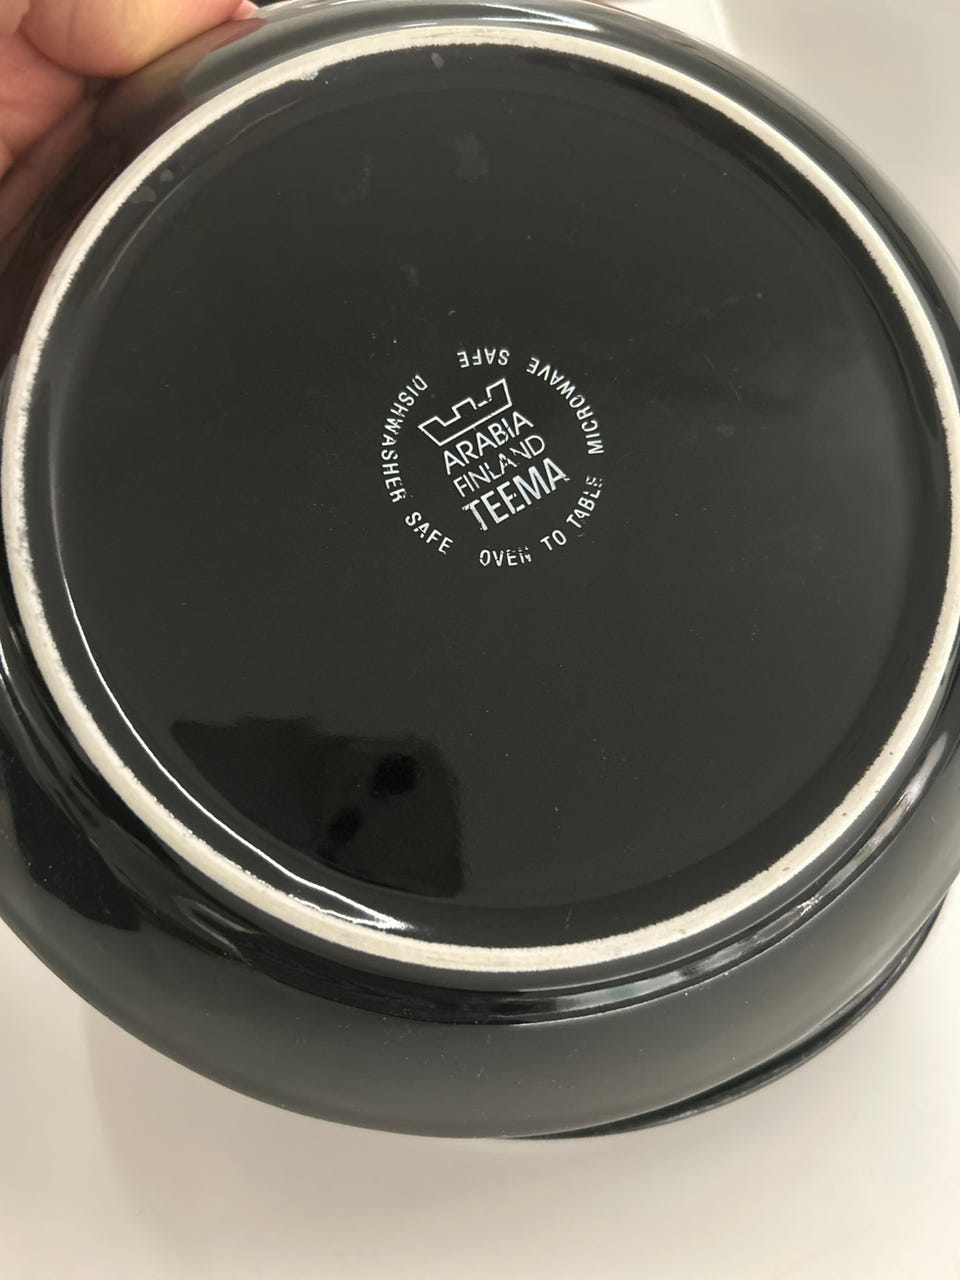 ARABIA
FINLAND
TEEMA
DISHWASHER SAFE
OVEN TO TABLE
MICROWAVE SAFE